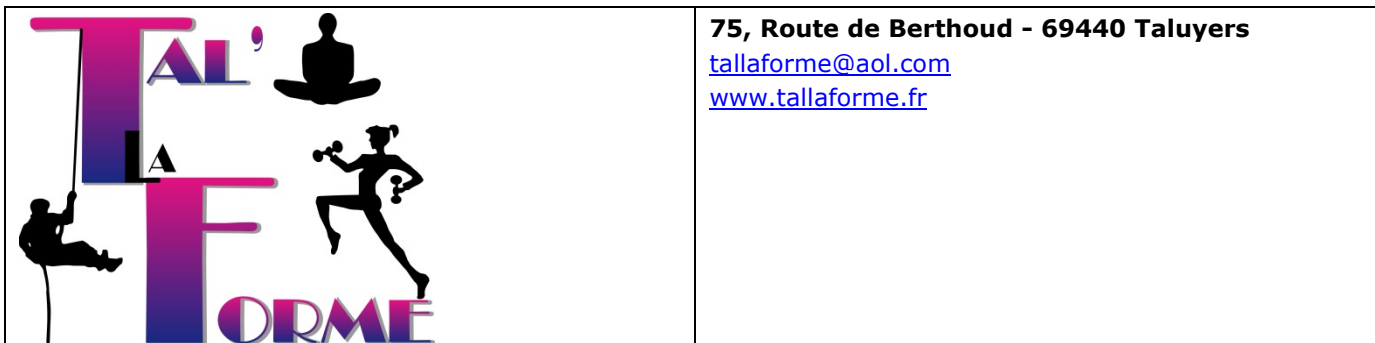 TAL'
LA
FORME
75, Route de Berthoud - 69440 Taluyers
tallaforme@aol.com
www.tallaforme.fr